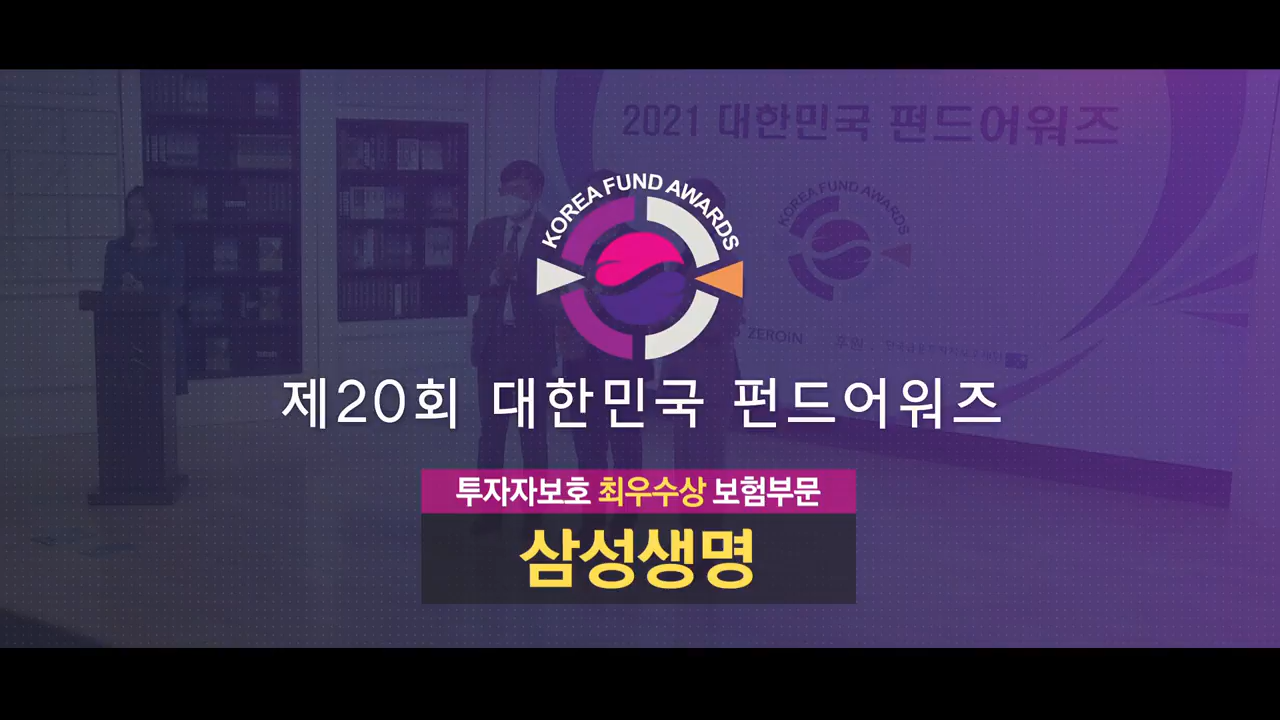 2021 대한민국 펀드어워즈
KOREA FUND AWARDS
KOREA FUND AWARDS
ZEROIN
후원
제20회 대한민국 펀드어워즈
투자자보호 최우수상 보험부문
삼성생명